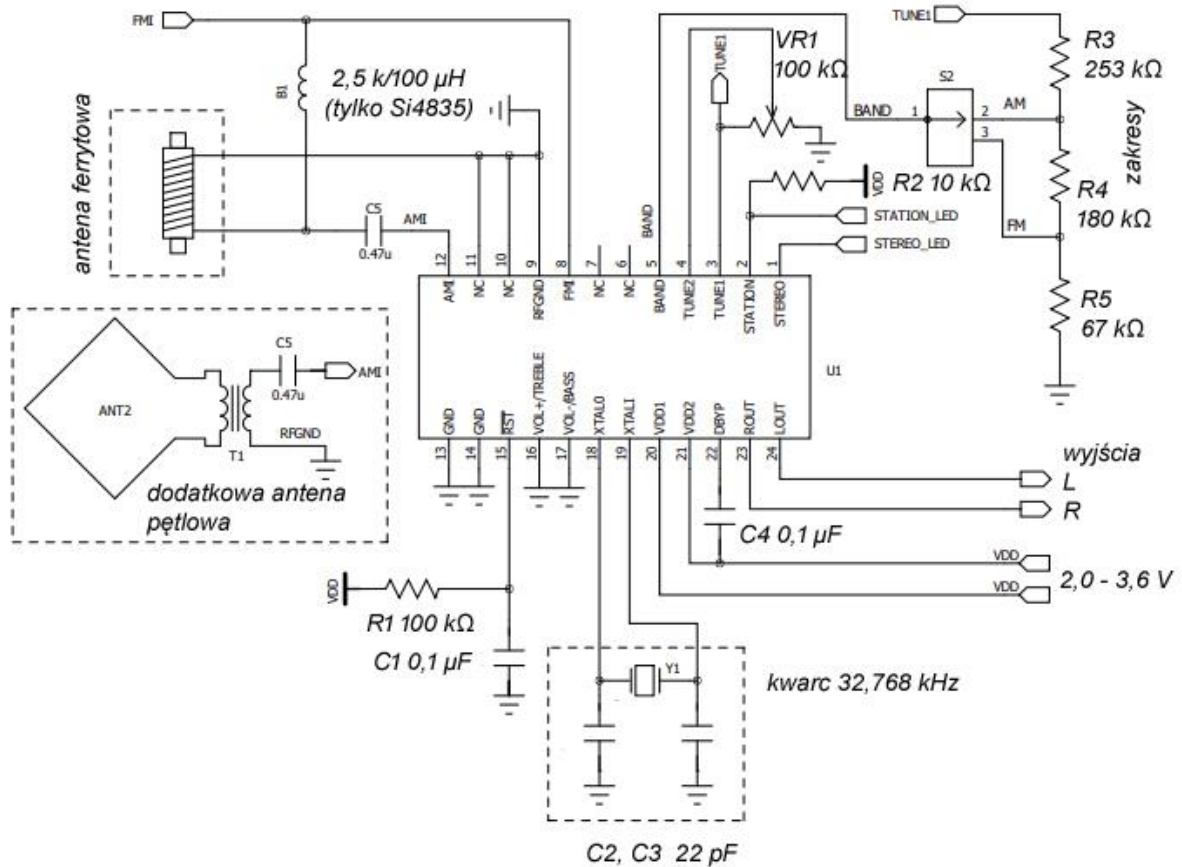 FMI
TUNE1
VR1
100 kΩ
TUNE1
R3
253 kΩ
S2
2,5 k/100 µH
(tylko Si4835)
B1
BAND
1
2
3
AM
FM
zakresy
antena ferrytowa
VDD
R2 10 kΩ
R4
180 kΩ
C5
0.47u
AMI
BAND
STATION_LED
STEREO_LED
12
11
10
9
8
7
6
5
4
3
2
1
AMI
NC
NC
RFGND
FMI
NC
NC
BAND
TUNE2
TUNE1
STATION
STEREO
R5
67 kΩ
U1
C5
0.47u
AMI
ANT2
RFGND
T1
dodatkowa antena
pętlowa
GND
GND
RST
VOL+/TREBLE
VOL-/BASS
XTAL0
XTALI
VDD1
VDD2
DBYP
ROUT
LOUT
13
14
15
16
17
18
19
20
21
22
23
24
wyjścia
L
R
C4 0,1 µF
VDD
VDD
2,0 - 3,6 V
VDD
R1 100 kΩ
C1 0,1 µF
Y1
kwarc 32,768 kHz
C2, C3 22 pF